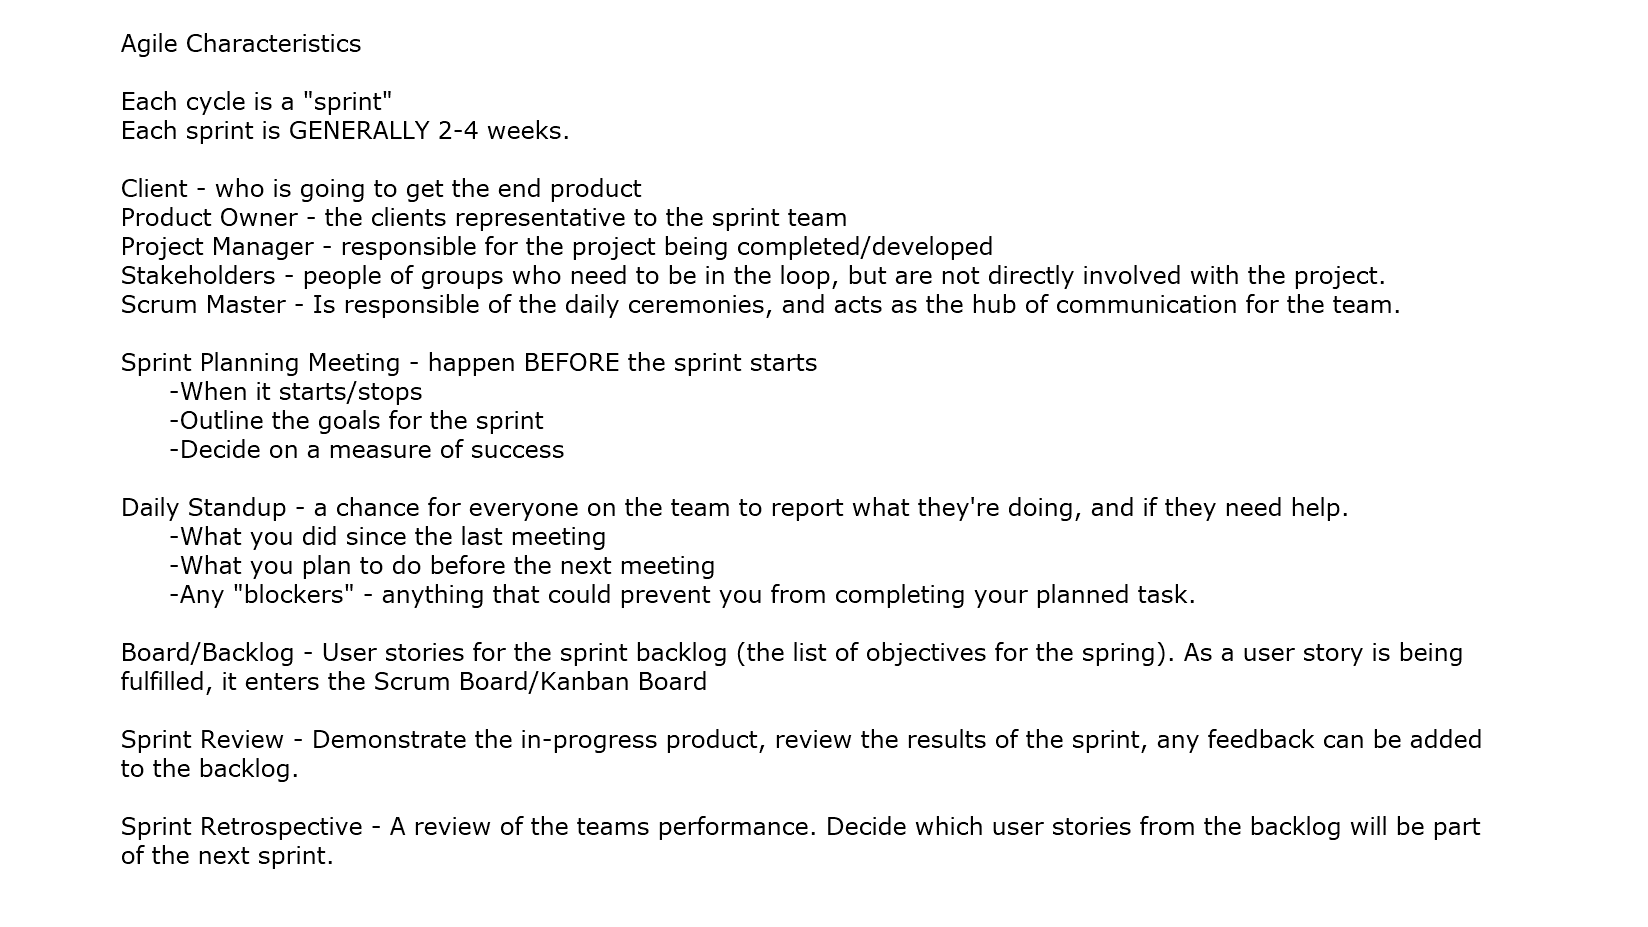 Agile Characteristics
Each cycle is a "sprint"
Each sprint is GENERALLY 2-4 weeks.
Client - who is going to get the end product
Product Owner - the clients representative to the sprint team
Project Manager - responsible for the project being completed/developed
Stakeholders - people of groups who need to be in the loop, but are not directly involved with the project.
Scrum Master - Is responsible of the daily ceremonies, and acts as the hub of communication for the team.
Sprint Planning Meeting - happen BEFORE the sprint starts
-When it starts/stops
-Outline the goals for the sprint
-Decide on a measure of success
Daily Standup - a chance for everyone on the team to report what they're doing, and if they need help.
-What you did since the last meeting
-What you plan to do before the next meeting
-Any "blockers" - anything that could prevent you from completing your planned task.
Board/Backlog - User stories for the sprint backlog (the list of objectives for the spring). As a user story is being
fulfilled, it enters the Scrum Board/Kanban Board
Sprint Review - Demonstrate the in-progress product, review the results of the sprint, any feedback can be added
to the backlog.
Sprint Retrospective - A review of the teams performance. Decide which user stories from the backlog will be part
of the next sprint.